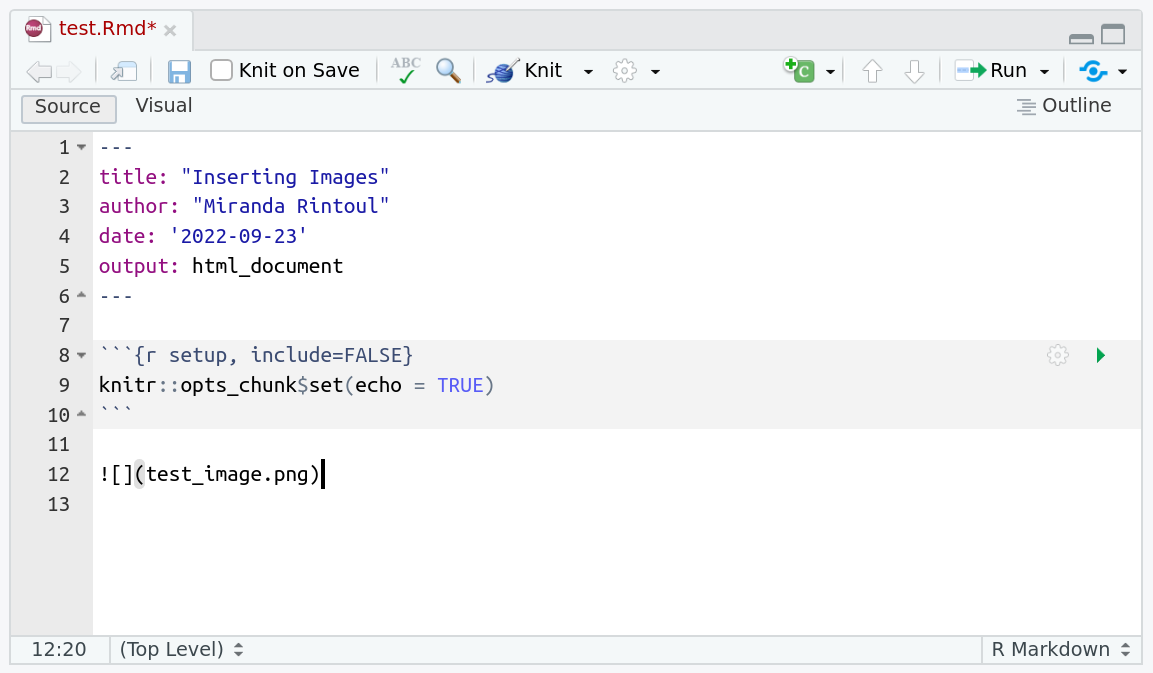 Rmd test.Rmd*
Knit on Save ABC Knit C Run
Source Visual Outline
1 ---
2 title: "Inserting Images"
3 author: "Miranda Rintoul"
4 date: '2022-09-23'
5 output: html_document
6 ---
7
8 ```{r setup, include=FALSE}
9 knitr::opts_chunk$set(echo = TRUE)
10 ```
11
12 ![](test_image.png)
13
12:20 (Top Level) R Markdown